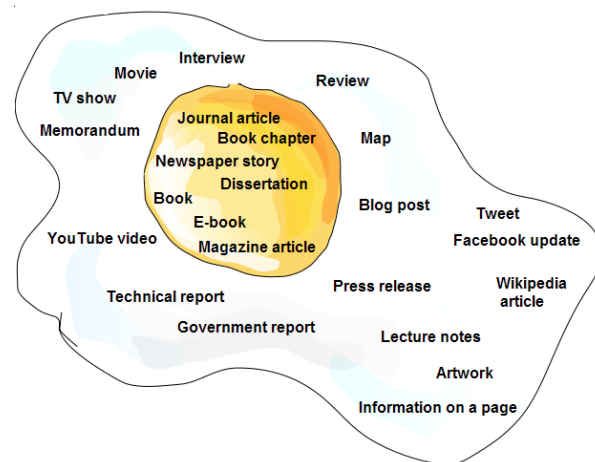 Interview
Movie
Review
TV show
Memorandum
Journal article
Book chapter
Map
Newspaper story
Dissertation
Book
Blog post
E-book
Tweet
YouTube video
Magazine article
Facebook update
Press release
Wikipedia
article
Technical report
Government report
Lecture notes
Artwork
Information on a page